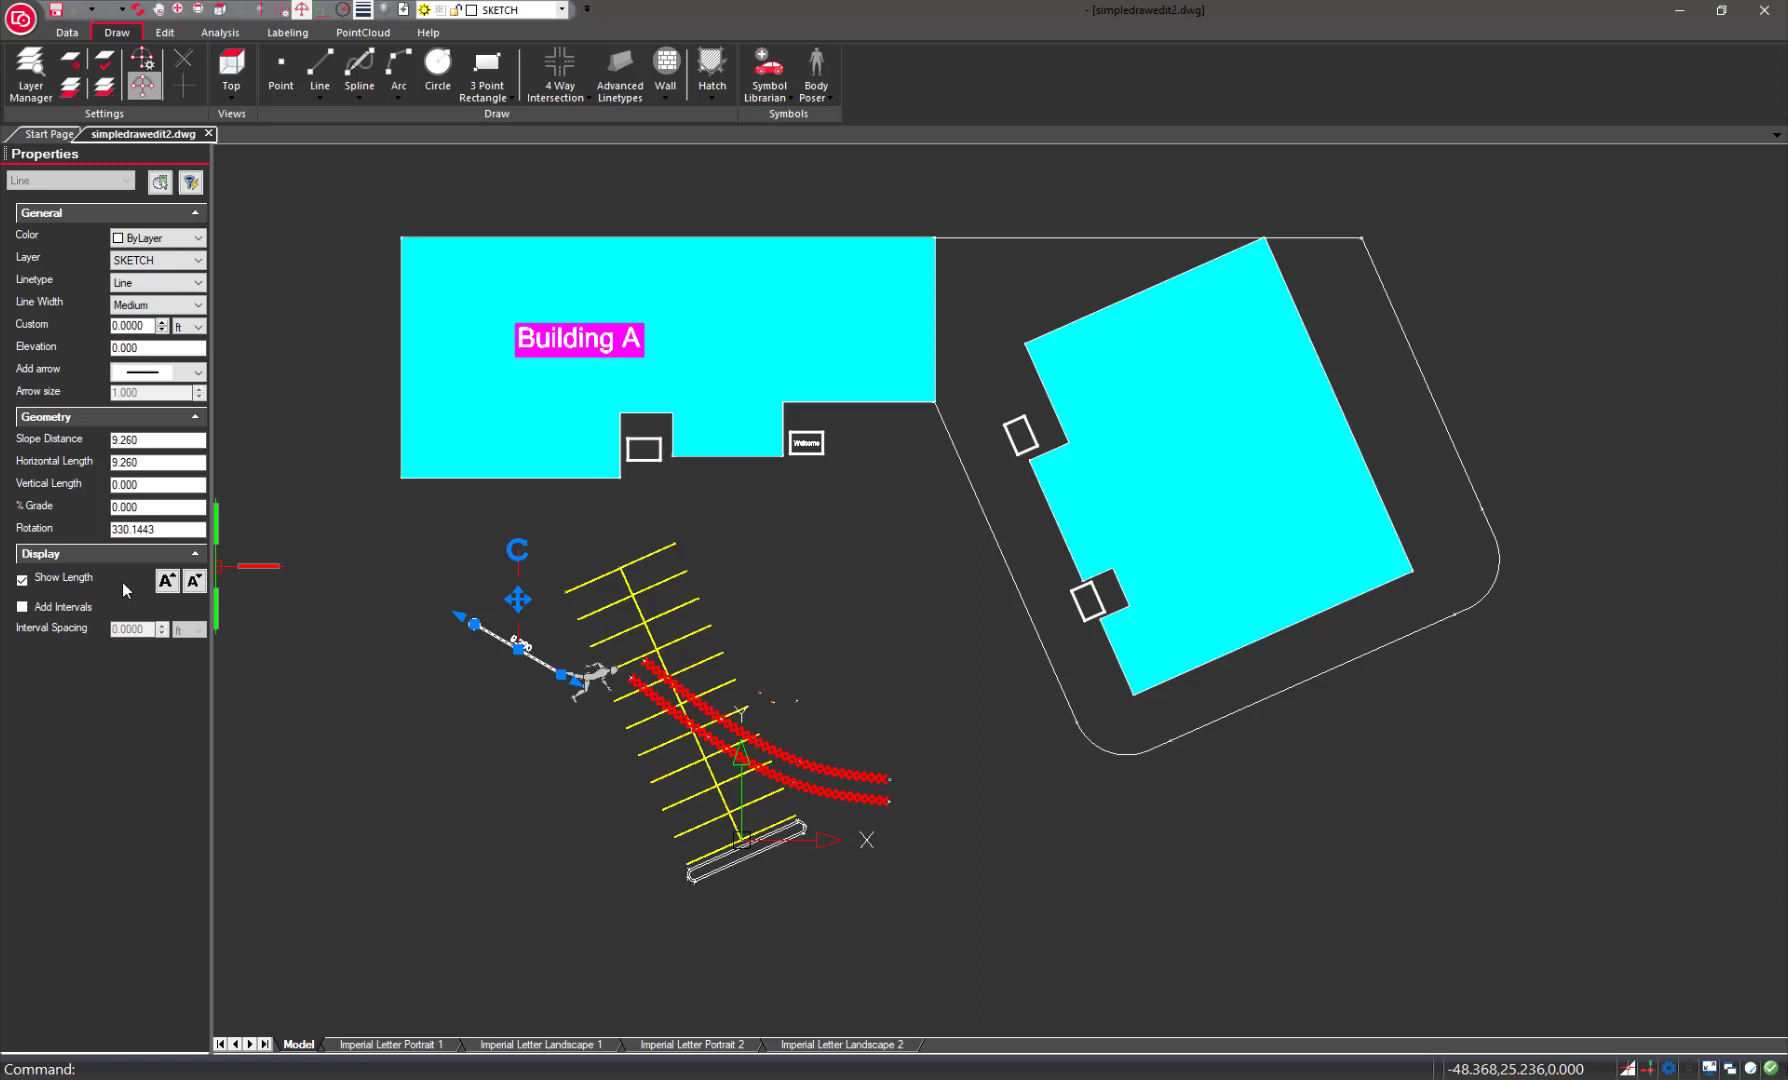 SKETCH
- [simpledrawedit2.dwg]
Data Draw Edit Analysis Labeling PointCloud Help
Layer Manager
Top
Point
Line
Spline
Arc
Circle
3 Point Rectangle
4 Way Intersection
Advanced Linetypes
Wall
Hatch
Symbol Librarian
Body Poser
Settings
Views
Draw
Symbols
Start Page simpledrawedit2.dwg
Properties
Line
General
Color ByLayer
Layer SKETCH
Linetype Line
Line Width Medium
Custom 0.0000 ft
Elevation 0.000
Add arrow
Arrow size 1.000
Geometry
Slope Distance 9.260
Horizontal Length 9.260
Vertical Length 0.000
% Grade 0.000
Rotation 330.1443
Display
Show Length A A
Add Intervals
Interval Spacing 0.0000 ft
Building A
Welcome
Y
X
Model Imperial Letter Portrait 1 Imperial Letter Landscape 1 Imperial Letter Portrait 2 Imperial Letter Landscape 2
Command:
-48.368,25.236,0.000